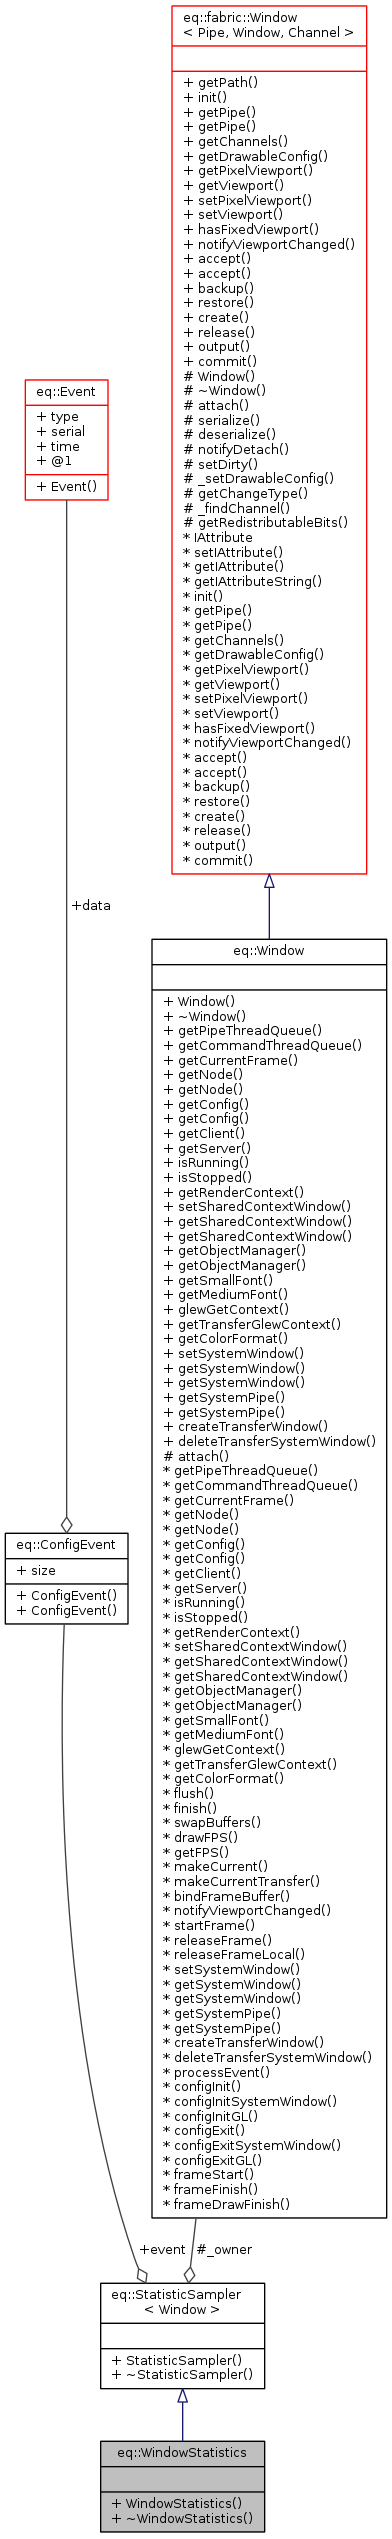 eq::fabric::Window
< Pipe, Window, Channel >
+ getPath()
+ init()
+ getPipe()
+ getPipe()
+ getChannels()
+ getDrawableConfig()
+ getPixelViewport()
+ getViewport()
+ setPixelViewport()
+ setViewport()
+ hasFixedViewport()
+ notifyViewportChanged()
+ accept()
+ accept()
+ backup()
+ restore()
+ create()
+ release()
+ output()
+ commit()
# Window()
# ~Window()
# attach()
# serialize()
# deserialize()
# notifyDetach()
# setDirty()
# _setDrawableConfig()
# getChangeType()
# _findChannel()
# getRedistributableBits()
* IAttribute
* setIAttribute()
* getIAttribute()
* getIAttributeString()
* init()
* getPipe()
* getPipe()
* getChannels()
* getDrawableConfig()
* getPixelViewport()
* getViewport()
* setPixelViewport()
* setViewport()
* hasFixedViewport()
* notifyViewportChanged()
* accept()
* accept()
* backup()
* restore()
* create()
* release()
* output()
* commit()
eq::Event
+ type
+ serial
+ time
+ @1
+ Event()
+data
eq::Window
+ Window()
+ ~Window()
+ getPipeThreadQueue()
+ getCommandThreadQueue()
+ getCurrentFrame()
+ getNode()
+ getNode()
+ getConfig()
+ getConfig()
+ getClient()
+ getServer()
+ isRunning()
+ isStopped()
+ getRenderContext()
+ setSharedContextWindow()
+ getSharedContextWindow()
+ getSharedContextWindow()
+ getObjectManager()
+ getObjectManager()
+ getSmallFont()
+ getMediumFont()
+ glewGetContext()
+ getTransferGlewContext()
+ getColorFormat()
+ setSystemWindow()
+ getSystemWindow()
+ getSystemWindow()
+ getSystemPipe()
+ getSystemPipe()
+ createTransferWindow()
+ deleteTransferSystemWindow()
# attach()
* getPipeThreadQueue()
* getCommandThreadQueue()
* getCurrentFrame()
* getNode()
* getNode()
* getConfig()
* getConfig()
* getClient()
* getServer()
* isRunning()
* isStopped()
* getRenderContext()
* setSharedContextWindow()
* getSharedContextWindow()
* getSharedContextWindow()
* getObjectManager()
* getObjectManager()
* getSmallFont()
* getMediumFont()
* glewGetContext()
* getTransferGlewContext()
* getColorFormat()
* flush()
* finish()
* swapBuffers()
* drawFPS()
* getFPS()
* makeCurrent()
* makeCurrentTransfer()
* bindFrameBuffer()
* notifyViewportChanged()
* startFrame()
* releaseFrame()
* releaseFrameLocal()
* setSystemWindow()
* getSystemWindow()
* getSystemWindow()
* getSystemPipe()
* getSystemPipe()
* createTransferWindow()
* deleteTransferSystemWindow()
* processEvent()
* configInit()
* configInitSystemWindow()
* configInitGL()
* configExit()
* configExitSystemWindow()
* configExitGL()
* frameStart()
* frameFinish()
* frameDrawFinish()
eq::ConfigEvent
+ size
+ ConfigEvent()
+ ConfigEvent()
+event
#_owner
eq::StatisticSampler
< Window >
+ StatisticSampler()
+ ~StatisticSampler()
eq::WindowStatistics
+ WindowStatistics()
+ ~WindowStatistics()